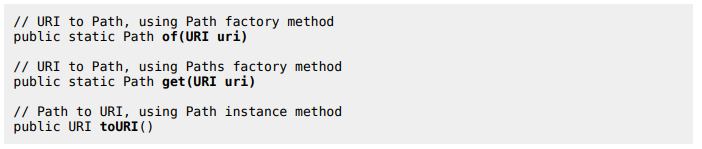 // URI to Path, using Path factory method
public static Path of(URI uri)
// URI to Path, using Paths factory method
public static Path get(URI uri)
// Path to URI, using Path instance method
public URI toURI()